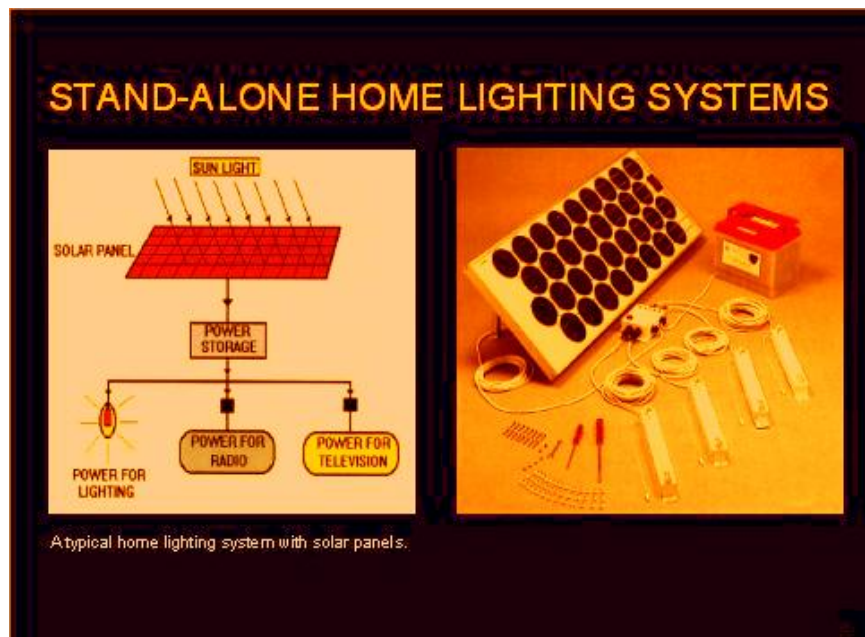 STAND-ALONE HOME LIGHTING SYSTEMS
SUN LIGHT
SOLAR PANEL
POWER
STORAGE
POWER FOR
LIGHTING
POWER FOR
RADIO
POWER FOR
TELEVISION
A typical home lighting system with solar panels.